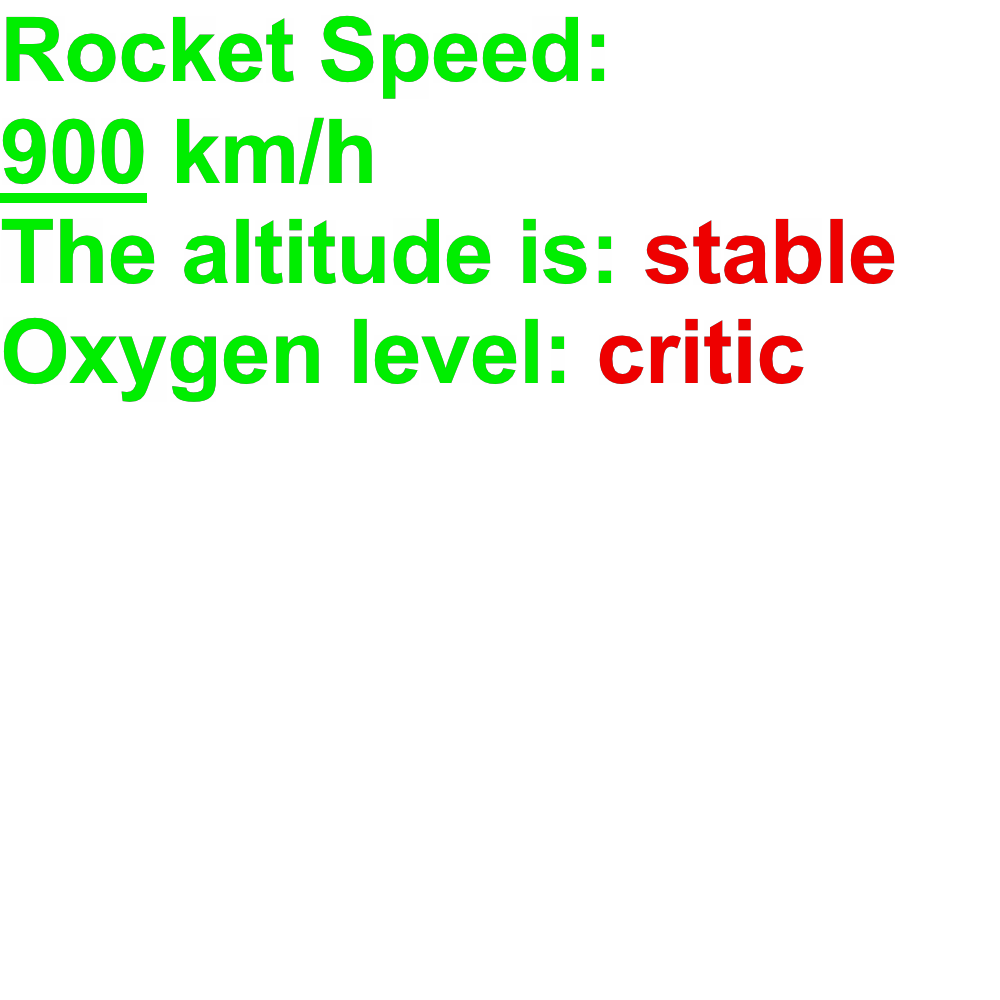 Rocket Speed:
900 km/h
The altitude is: stable
Oxygen level: critic